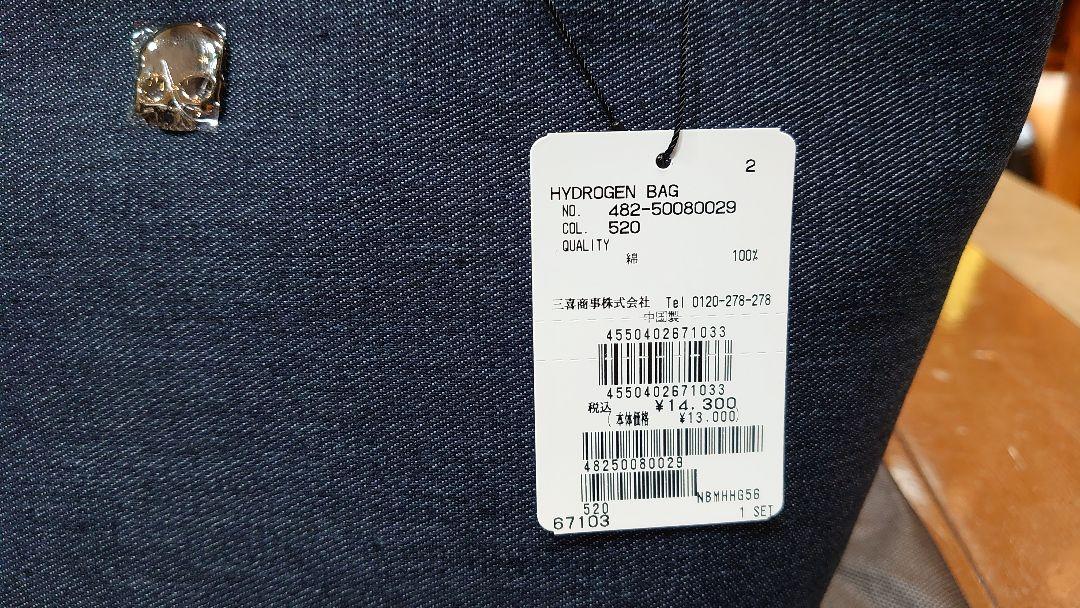 2
HYDROGEN BAG
NO. 482-50080029
COL. 520
QUALITY
綿 100%
三喜商事株式会社 Tel 0120-278-278
中国製
4550402671033
4550402671033
税込 ¥14,300
(本体価格 ¥13,000)
48250080029
NBMHHG56
520
1 SET
67103